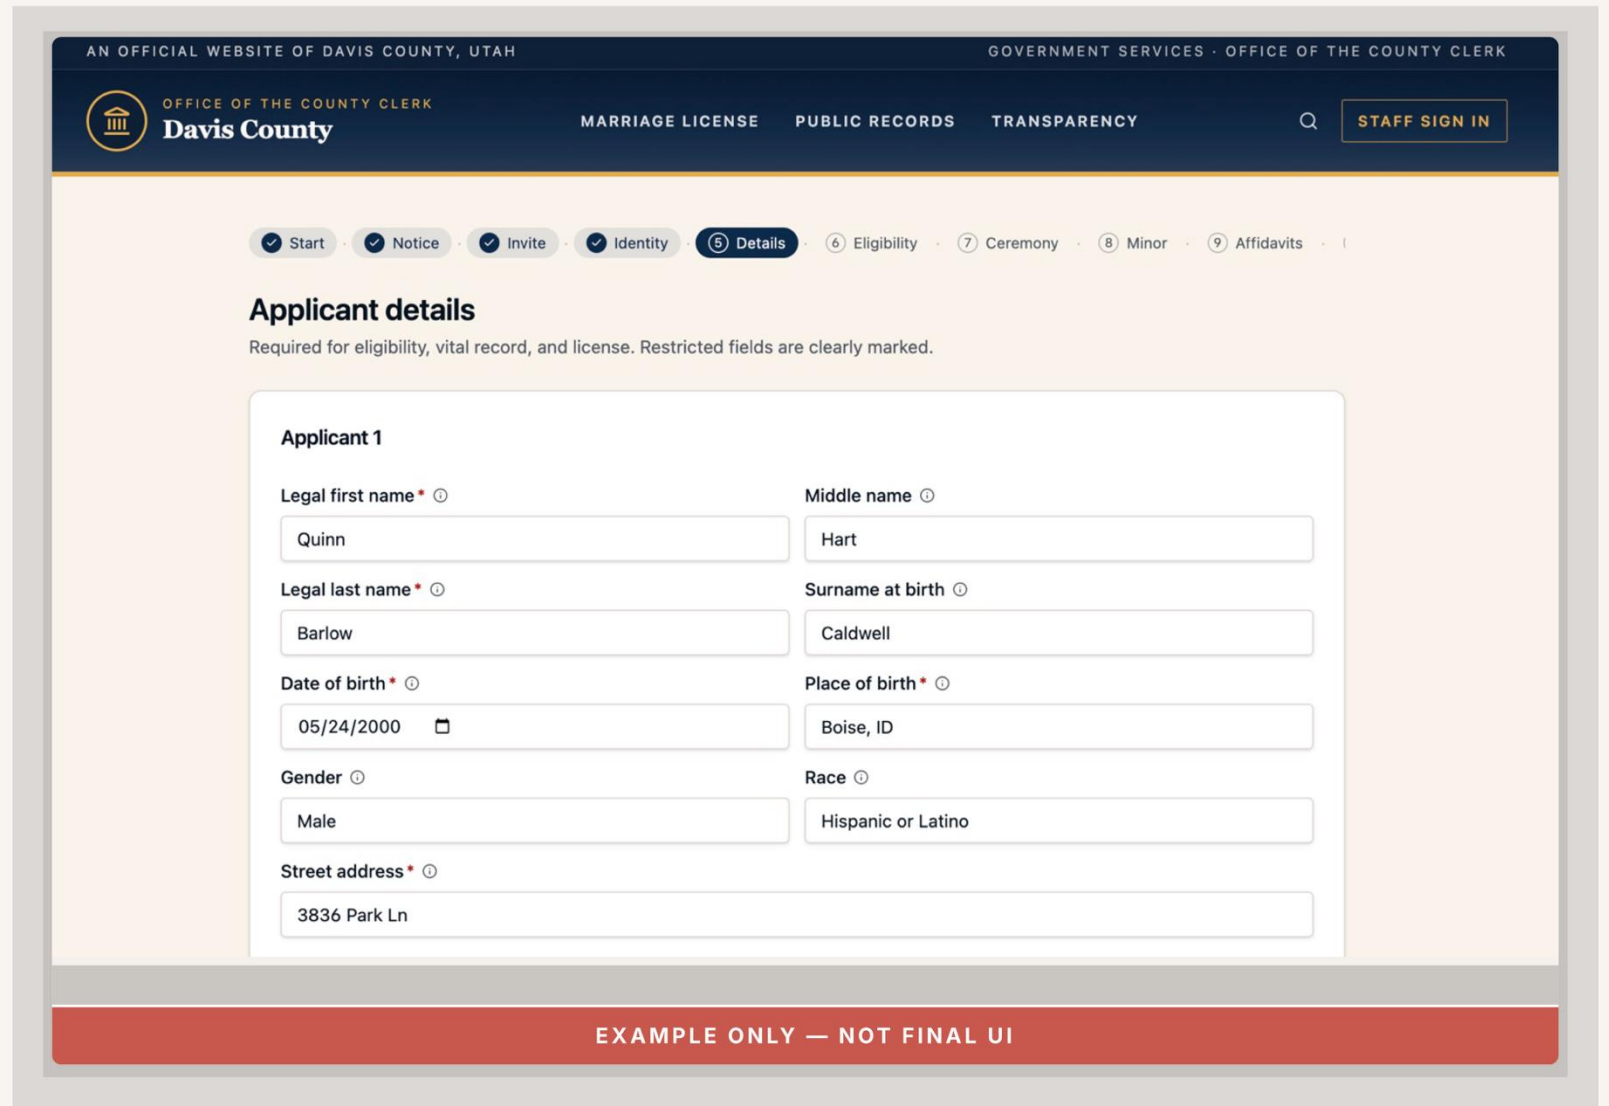 AN OFFICIAL WEBSITE OF DAVIS COUNTY, UTAH
GOVERNMENT SERVICES · OFFICE OF THE COUNTY CLERK
OFFICE OF THE COUNTY CLERK
Davis County
MARRIAGE LICENSE
PUBLIC RECORDS
TRANSPARENCY
STAFF SIGN IN
Start · Notice · Invite · Identity · 5 Details · 6 Eligibility · 7 Ceremony · 8 Minor · 9 Affidavits ·
Applicant details
Required for eligibility, vital record, and license. Restricted fields are clearly marked.
Applicant 1
Legal first name*
Middle name
Quinn
Hart
Legal last name*
Surname at birth
Barlow
Caldwell
Date of birth*
Place of birth*
05/24/2000
Boise, ID
Gender
Race
Male
Hispanic or Latino
Street address*
3836 Park Ln
EXAMPLE ONLY — NOT FINAL UI